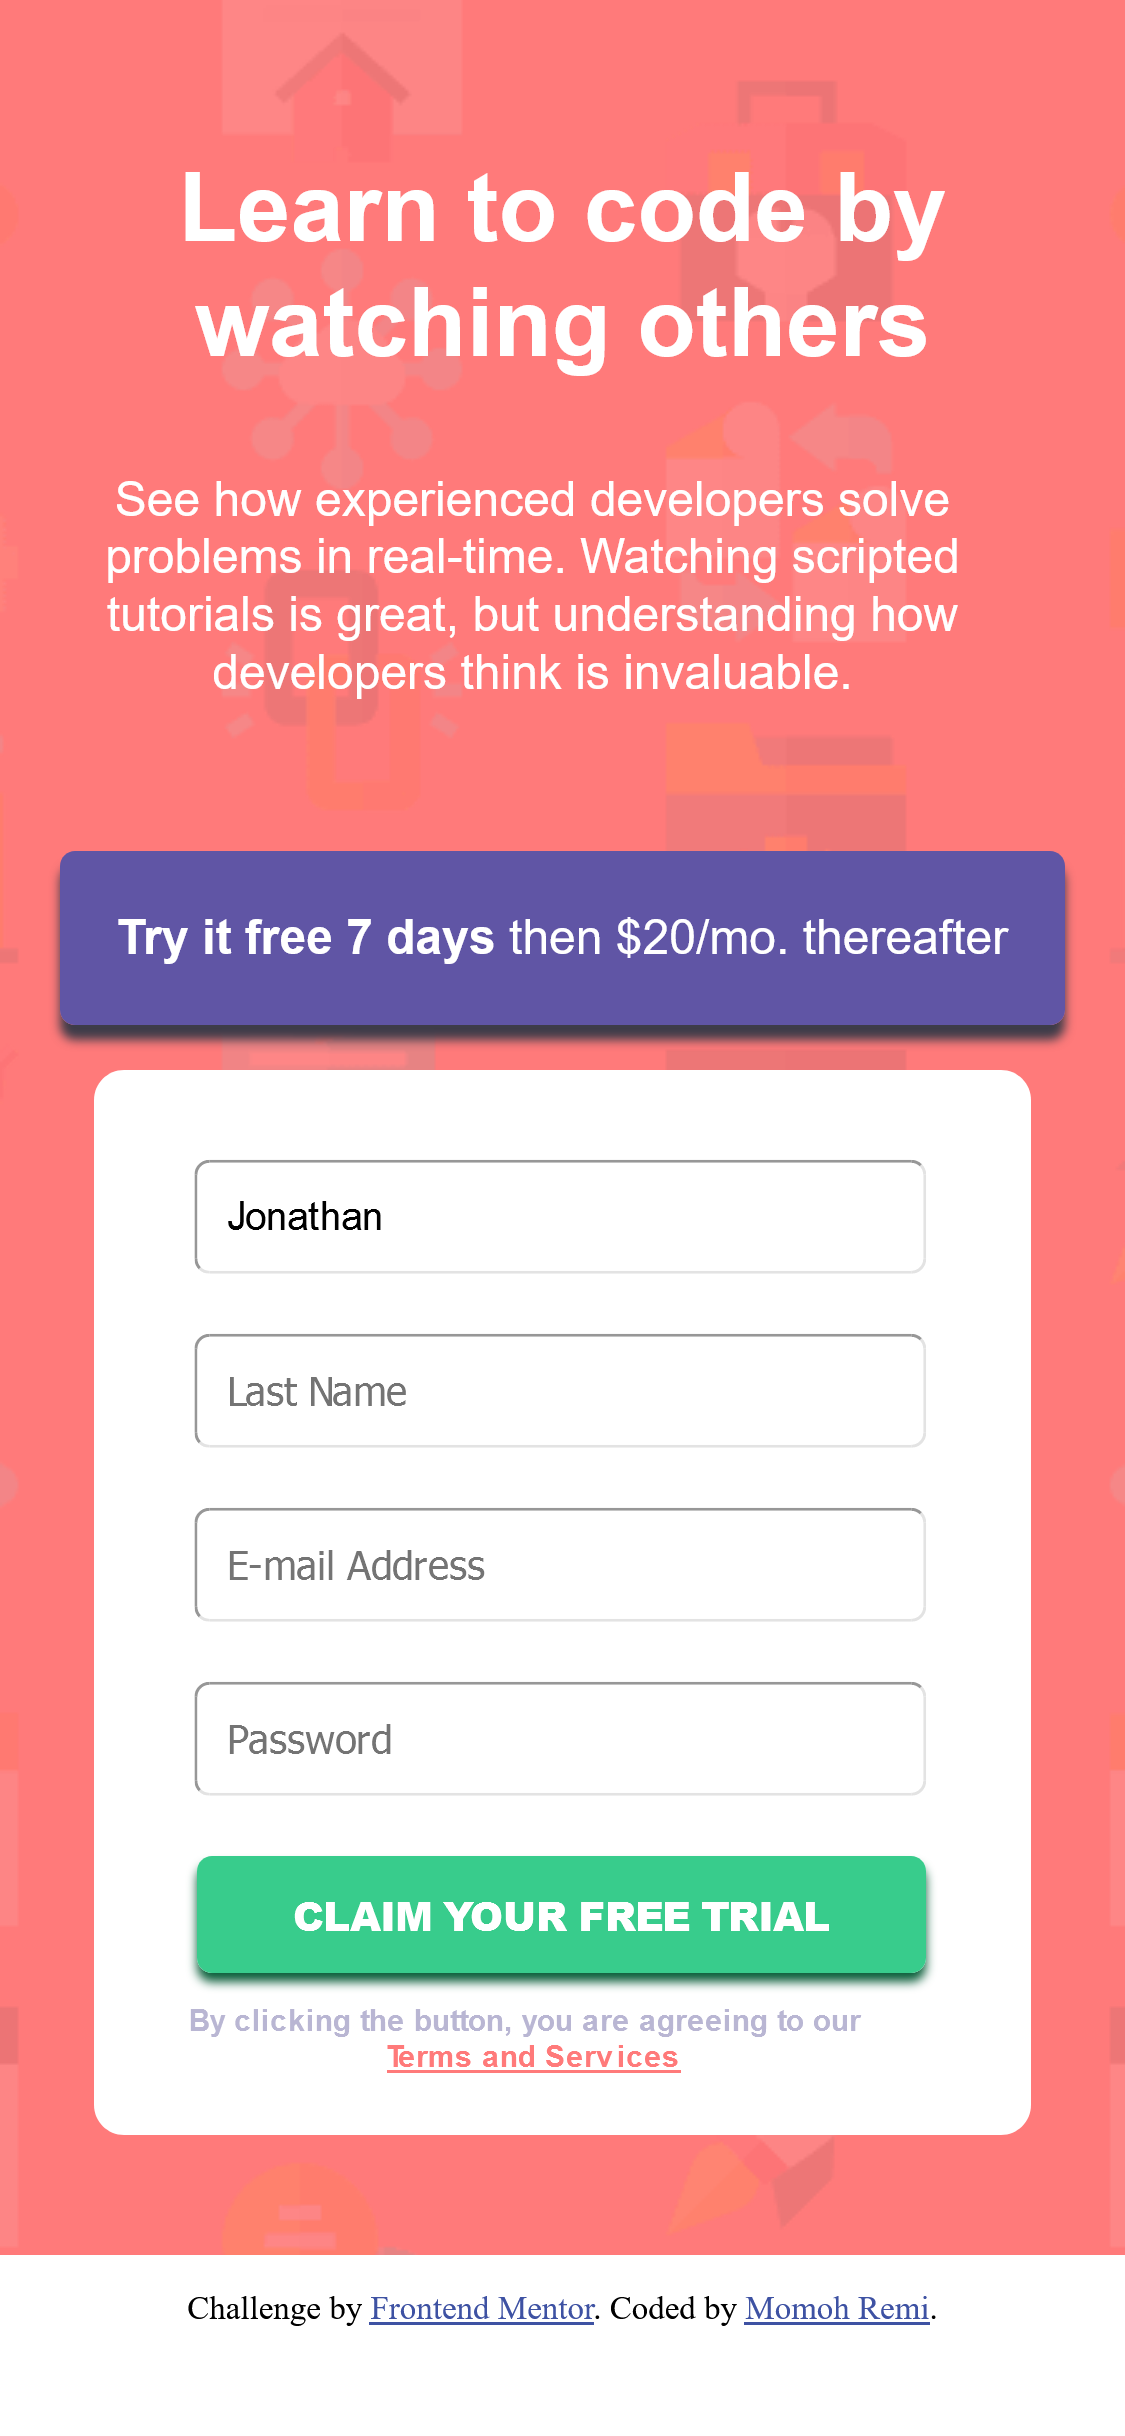 Learn to code by
watching others
See how experienced developers solve
problems in real-time. Watching scripted
tutorials is great, but understanding how
developers think is invaluable.
Try it free 7 days then $20/mo. thereafter
Jonathan
Last Name
E-mail Address
Password
CLAIM YOUR FREE TRIAL
By clicking the button, you are agreeing to our
Terms and Services
Challenge by Frontend Mentor. Coded by Momoh Remi.